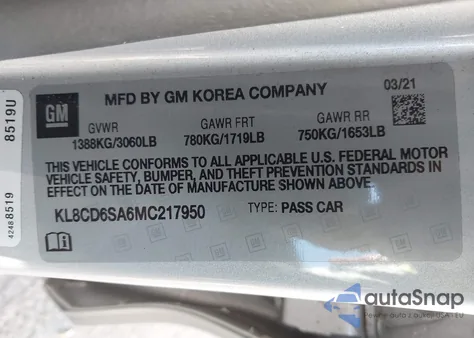 MFD BY GM KOREA COMPANY 03/21
GM
GVWR GAWR FRT GAWR RR
1388KG/3060LB 780KG/1719LB 750KG/1653LB
THIS VEHICLE CONFORMS TO ALL APPLICABLE U.S. FEDERAL MOTOR
VEHICLE SAFETY, BUMPER, AND THEFT PREVENTION STANDARDS IN
EFFECT ON THE DATE OF MANUFACTURE SHOWN ABOVE.
KL8CD6SA6MC217950 TYPE: PASS CAR
42488519 8519U
autoSnap